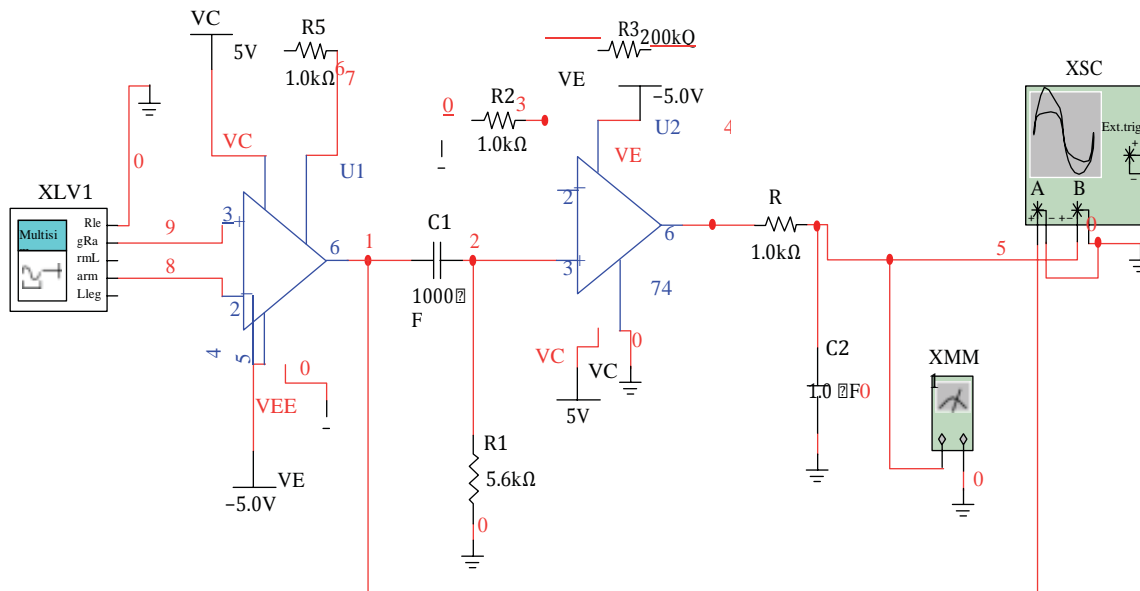 VC
5V
R5
1.0kΩ
6
7
R3
200kΩ
VE
−5.0V
XSC
Ext.trig
+
−
A
B
+
− + −
0
R2
3
0
1.0kΩ
U2
4
VE
VC
U1
0
XLV1
Multisi
Rle
gRa
rmL
arm
Lleg
9
8
3
+
−
2
6
4
5
1
C1
1000
F
2
2
−
3
+
6
74
R
1.0kΩ
5
0
VEE
VE
−5.0V
VC
0
VC
5V
R1
5.6kΩ
0
C2
1.0 F
0
XMM
1
0